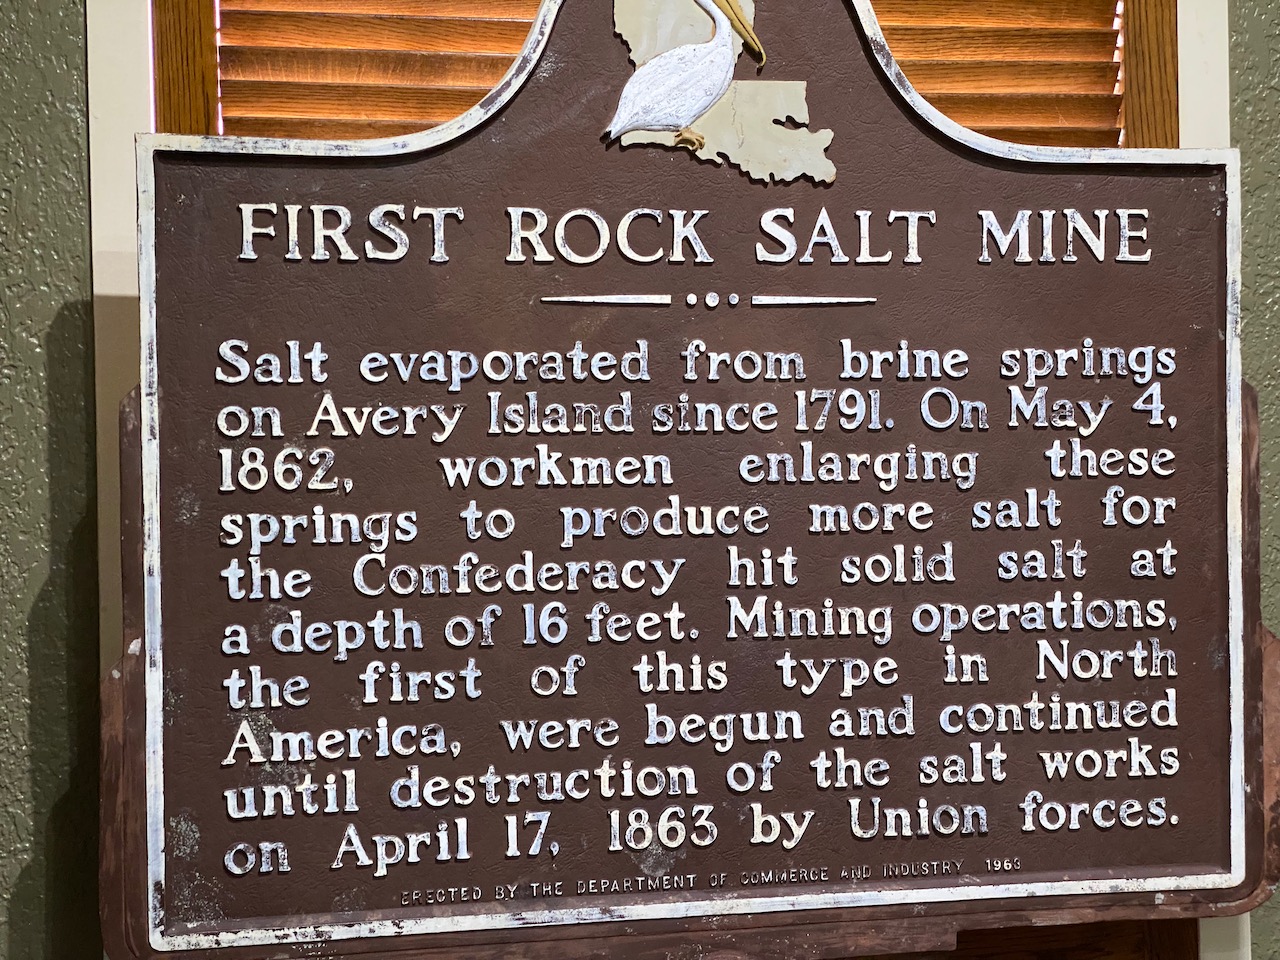 FIRST ROCK SALT MINE
Salt evaporated from brine springs
on Avery Island since 1791. On May 4,
1862, workmen enlarging these
springs to produce more salt for
the Confederacy hit solid salt at
a depth of 16 feet. Mining operations,
the first of this type in North
America, were begun and continued
until destruction of the salt works
on April 17, 1863 by Union forces.
ERECTED BY THE DEPARTMENT OF COMMERCE AND INDUSTRY 1963